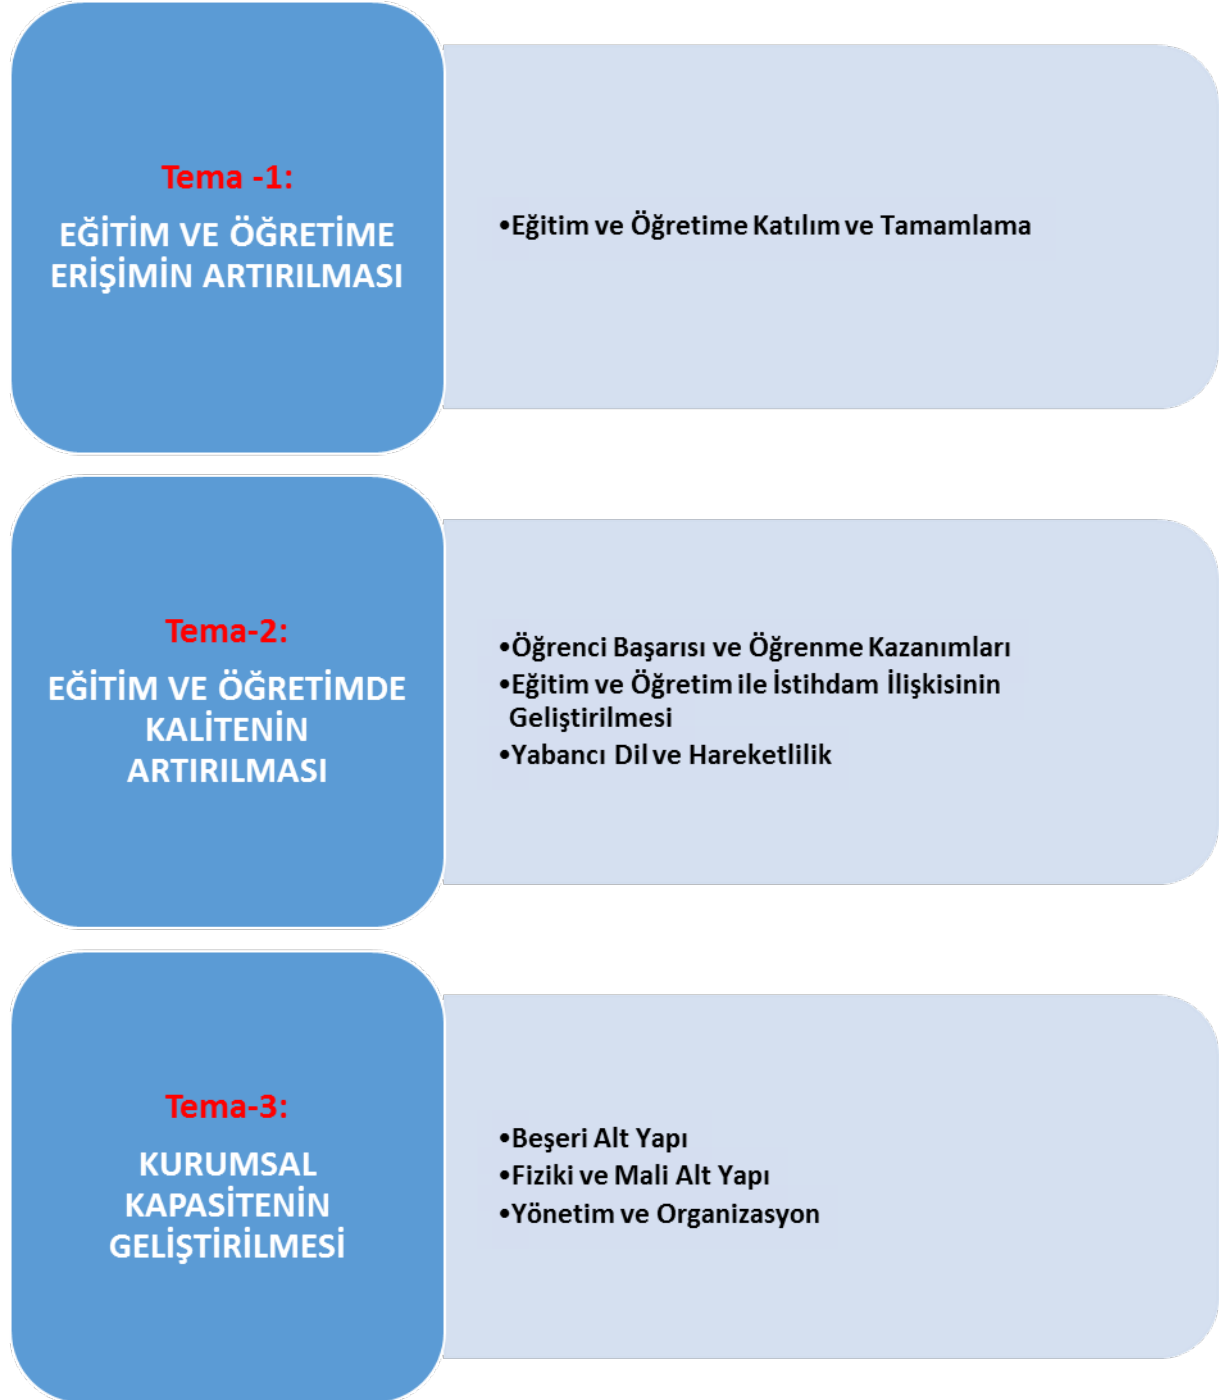 Tema -1:
EĞİTİM VE ÖĞRETİME
ERİŞİMİN ARTIRILMASI
•Eğitim ve Öğretime Katılım ve Tamamlama
Tema-2:
EĞİTİM VE ÖĞRETİMDE
KALİTENİN
ARTIRILMASI
•Öğrenci Başarısı ve Öğrenme Kazanımları
•Eğitim ve Öğretim ile İstihdam İlişkisinin
Geliştirilmesi
•Yabancı Dil ve Hareketlilik
Tema-3:
KURUMSAL
KAPASİTENİN
GELİŞTİRİLMESİ
•Beşeri Alt Yapı
•Fiziki ve Mali Alt Yapı
•Yönetim ve Organizasyon